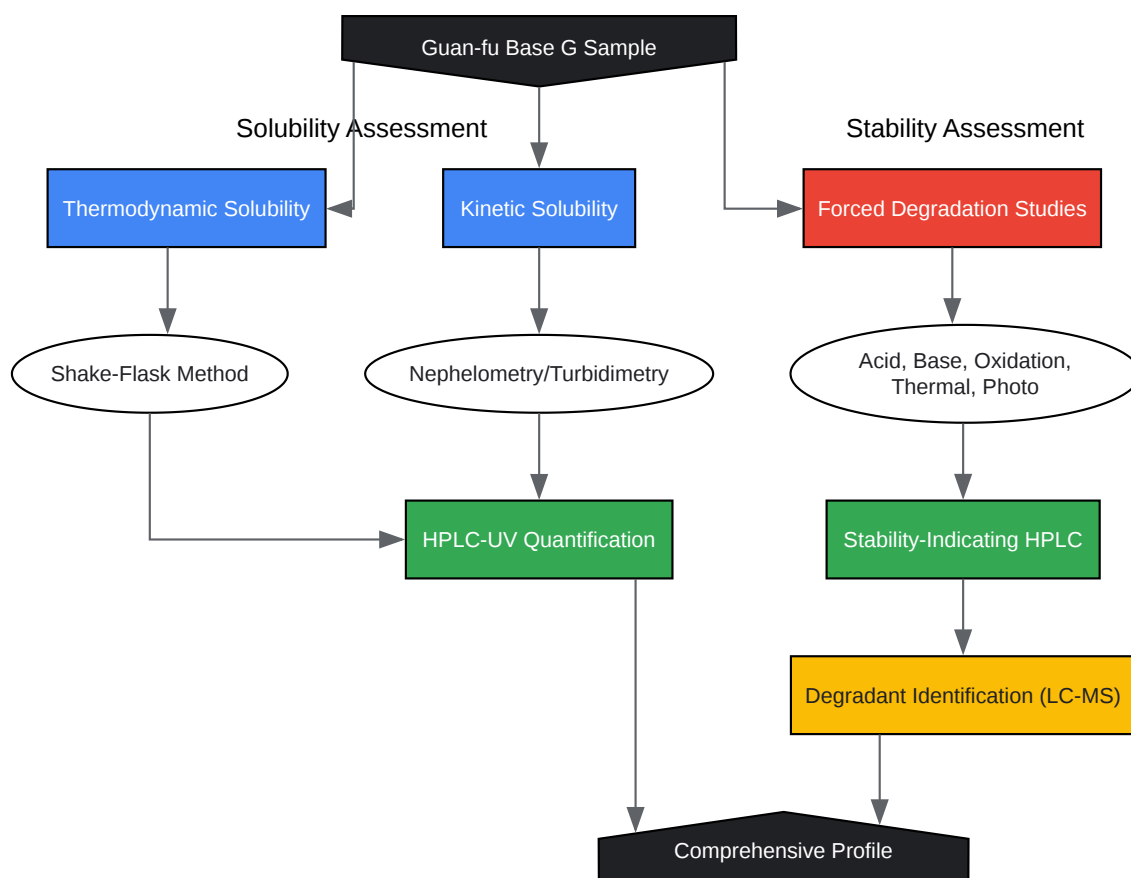 Guan-fu Base G Sample
Solubility Assessment
Stability Assessment
Thermodynamic Solubility
Kinetic Solubility
Forced Degradation Studies
Shake-Flask Method
Nephelometry/Turbidimetry
Acid, Base, Oxidation,
Thermal, Photo
HPLC-UV Quantification
Stability-Indicating HPLC
Degradant Identification (LC-MS)
Comprehensive Profile